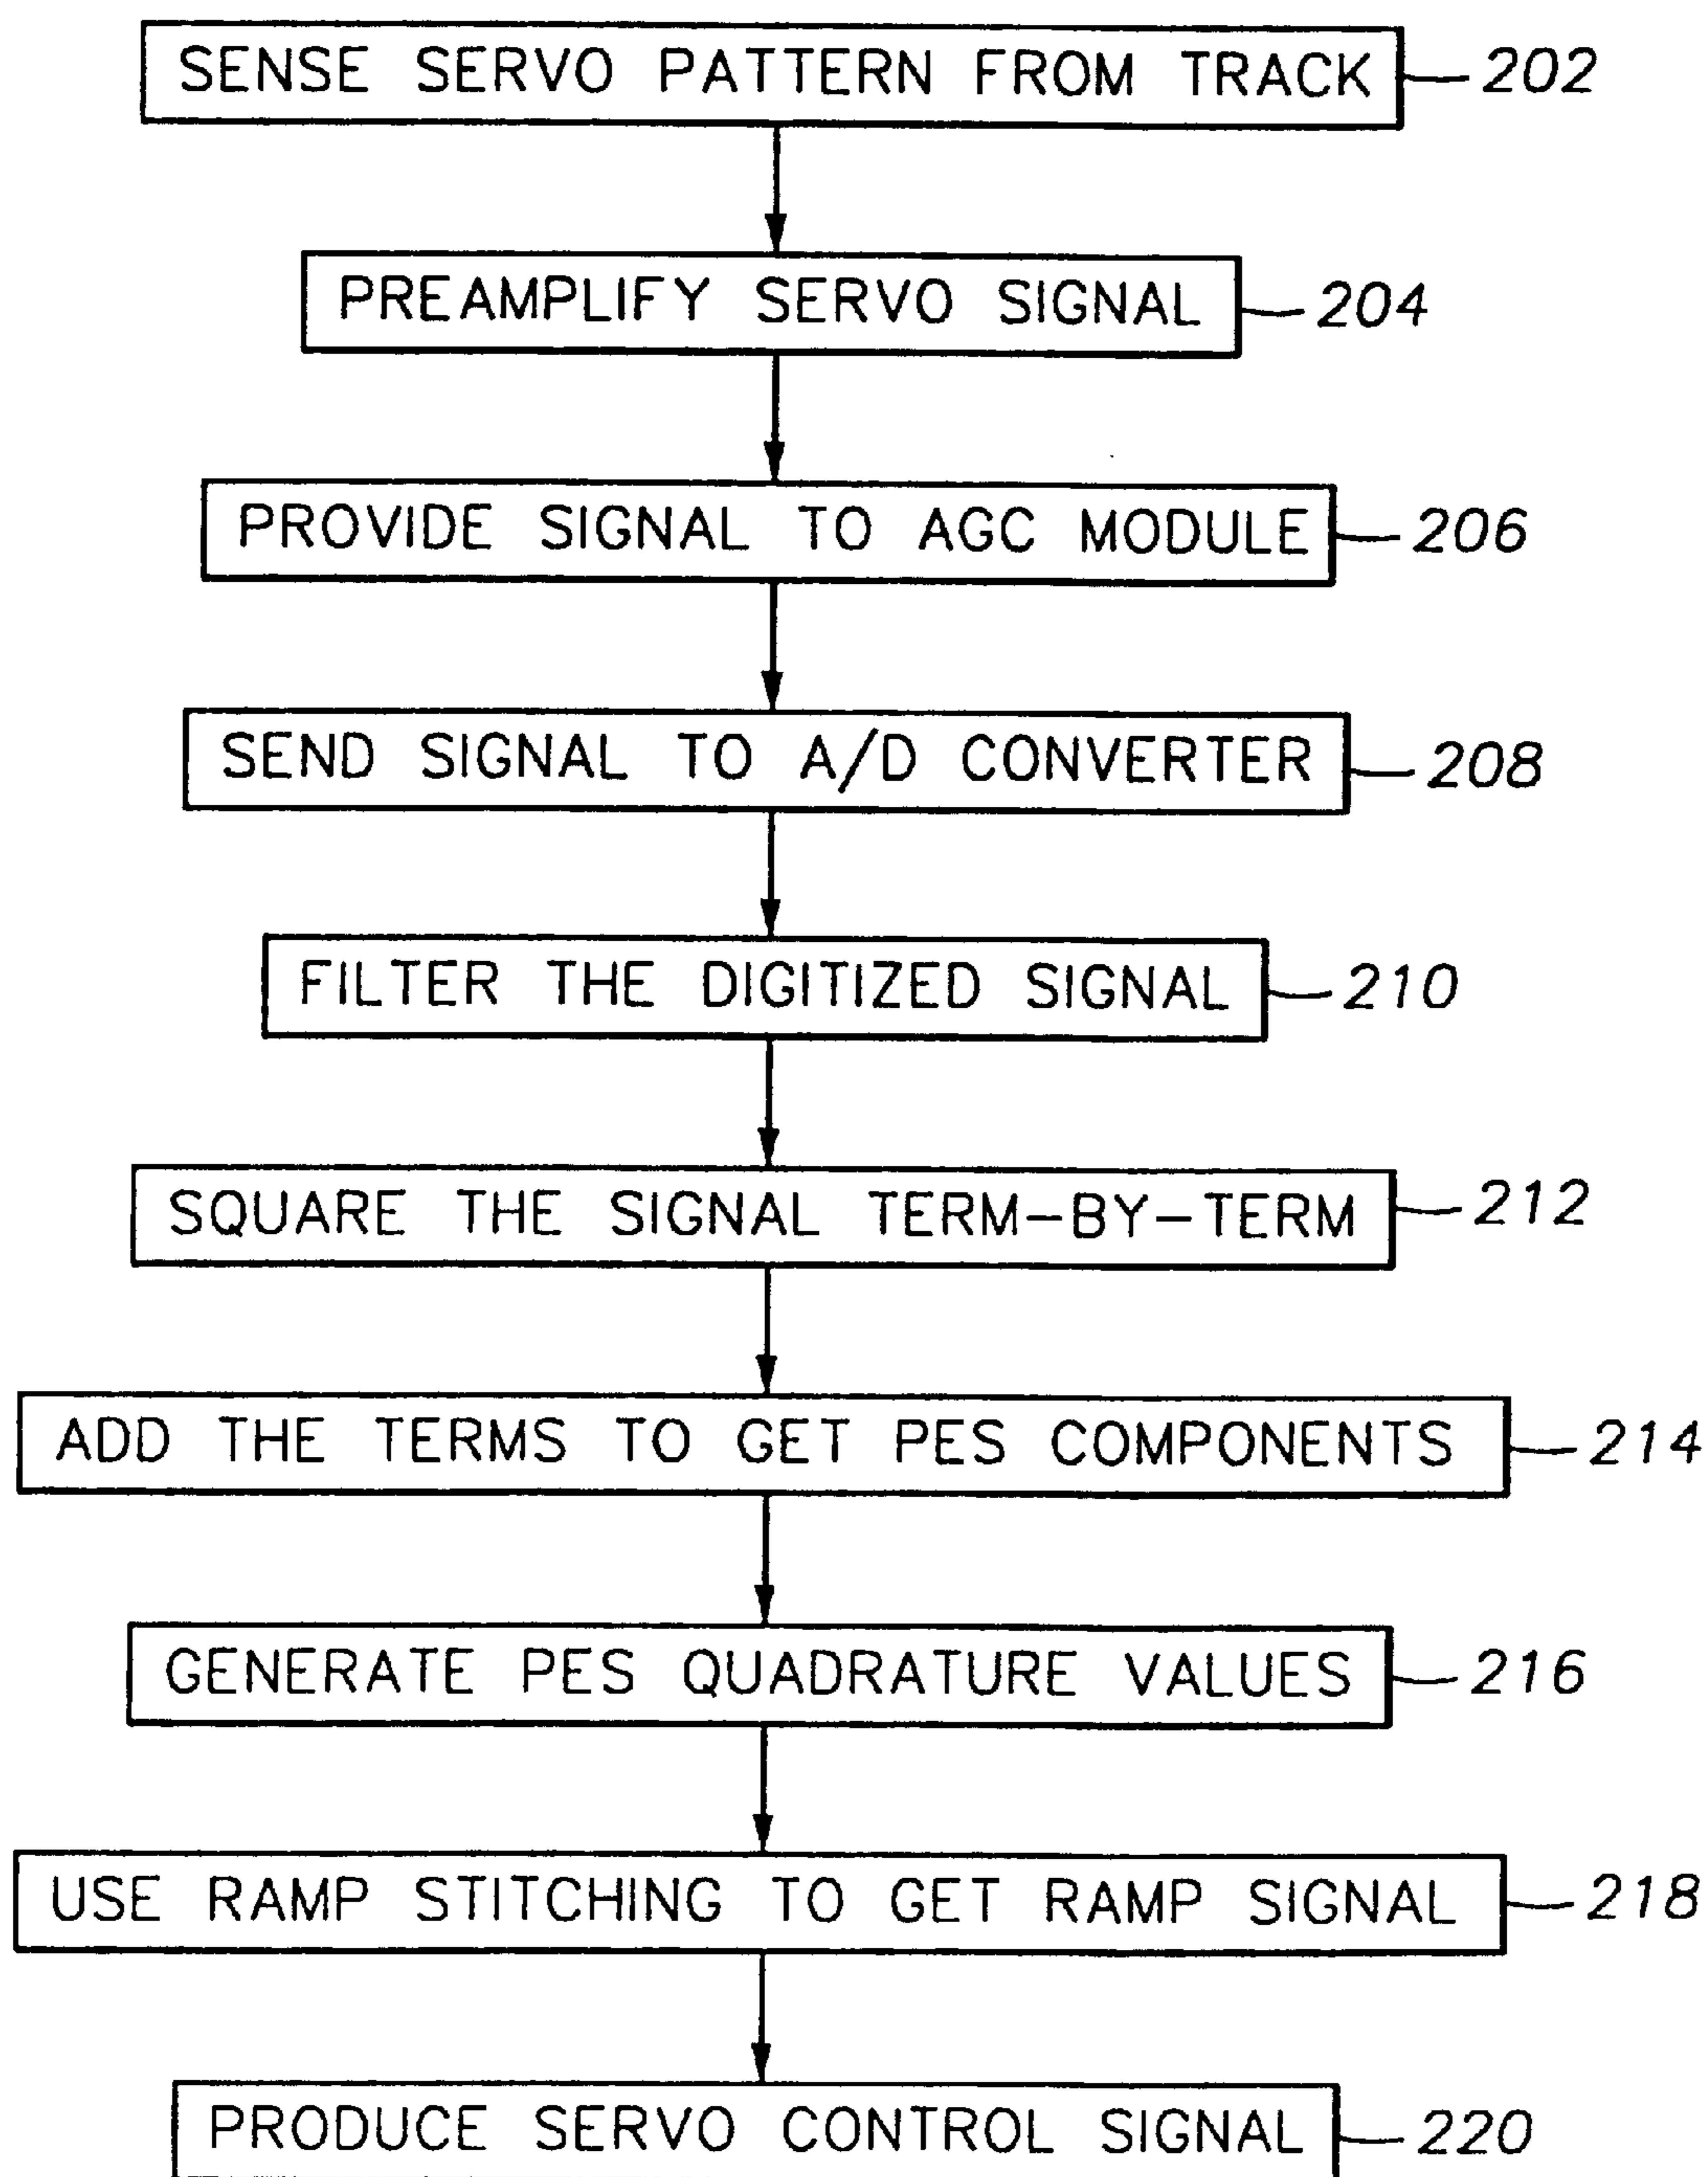 SENSE SERVO PATTERN FROM TRACK 202
PREAMPLIFY SERVO SIGNAL 204
PROVIDE SIGNAL TO AGC MODULE 206
SEND SIGNAL TO A/D CONVERTER 208
FILTER THE DIGITIZED SIGNAL 210
SQUARE THE SIGNAL TERM-BY-TERM 212
ADD THE TERMS TO GET PES COMPONENTS 214
GENERATE PES QUADRATURE VALUES 216
USE RAMP STITCHING TO GET RAMP SIGNAL 218
PRODUCE SERVO CONTROL SIGNAL 220